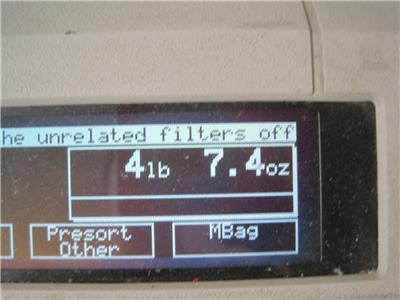 he unrelated filters off
4lb 7.4oz
Presort MBag
Other